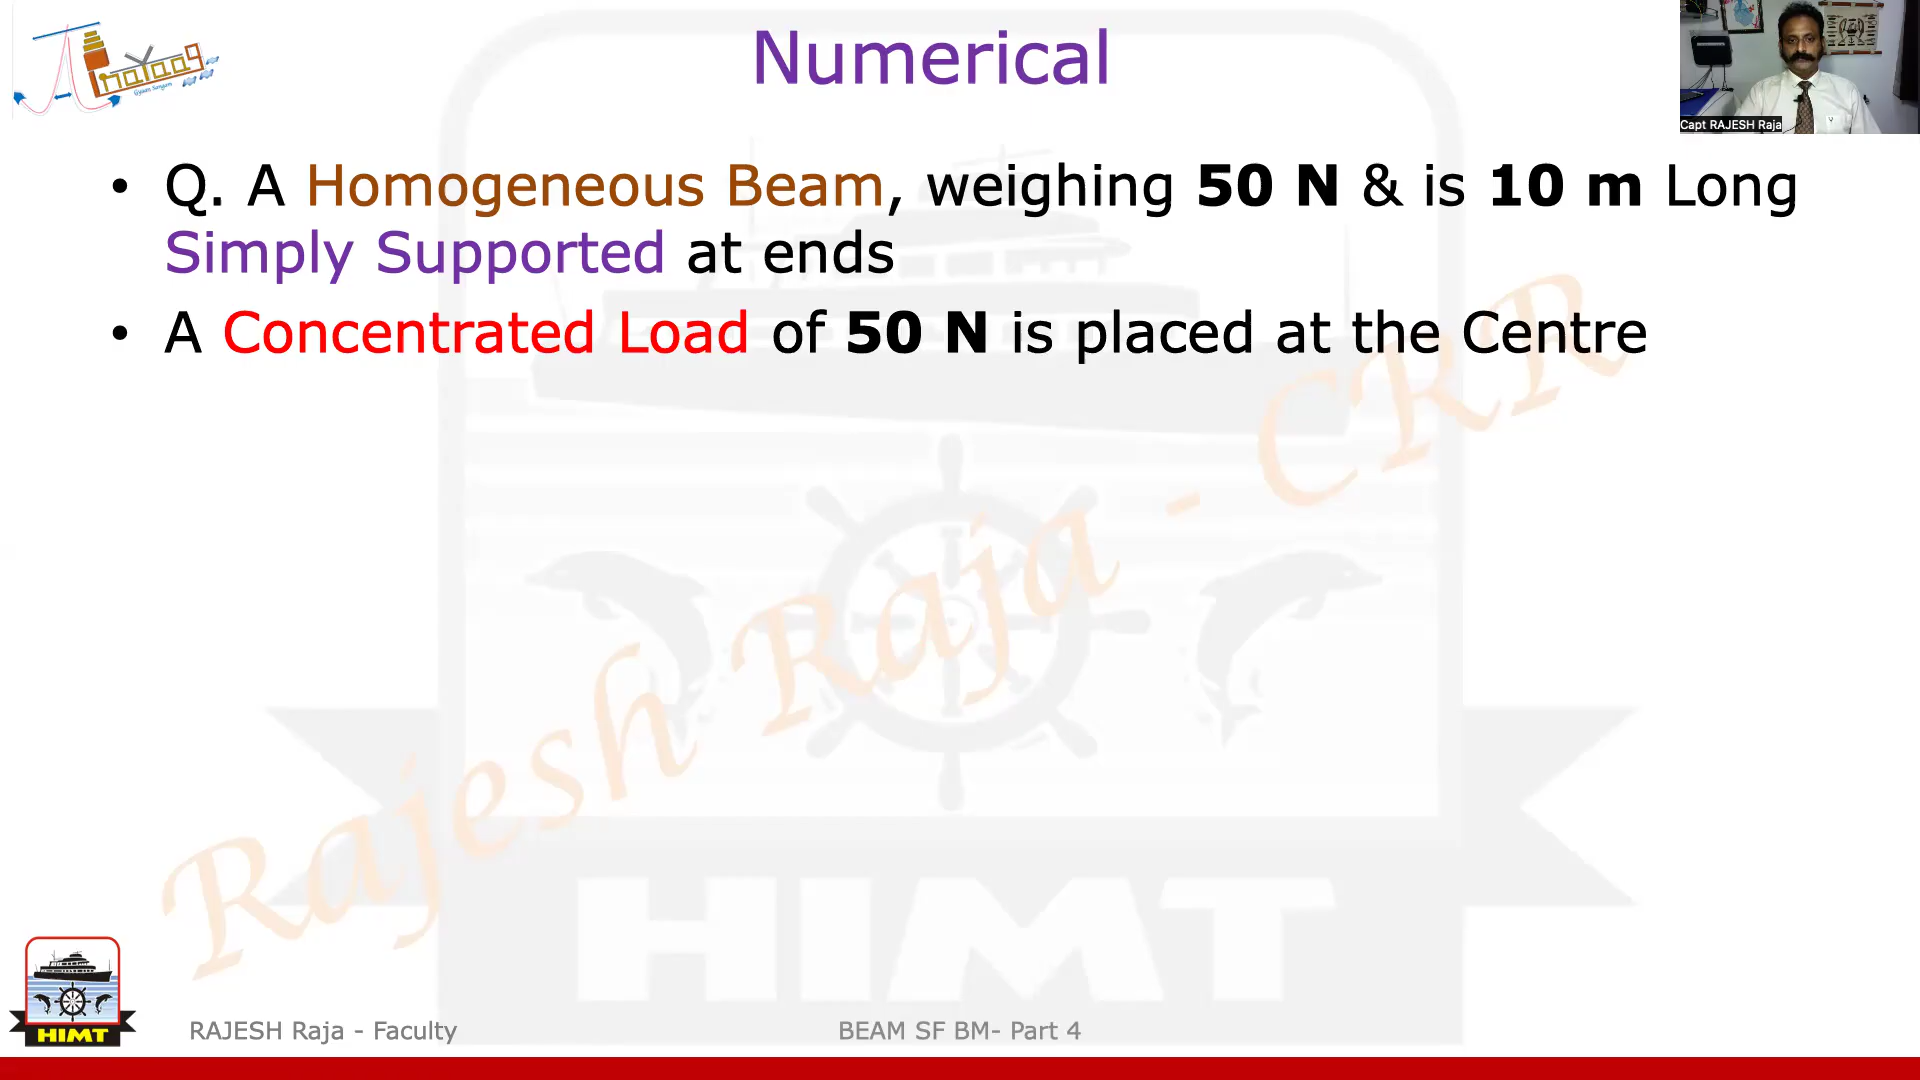 Numerical
Capt RAJESH Raja
• Q. A Homogeneous Beam, weighing 50 N & is 10 m Long
Simply Supported at ends
• A Concentrated Load of 50 N is placed at the Centre
Rajesh Raja - CRR
HIMT
HIMT
RAJESH Raja - Faculty
BEAM SF BM- Part 4